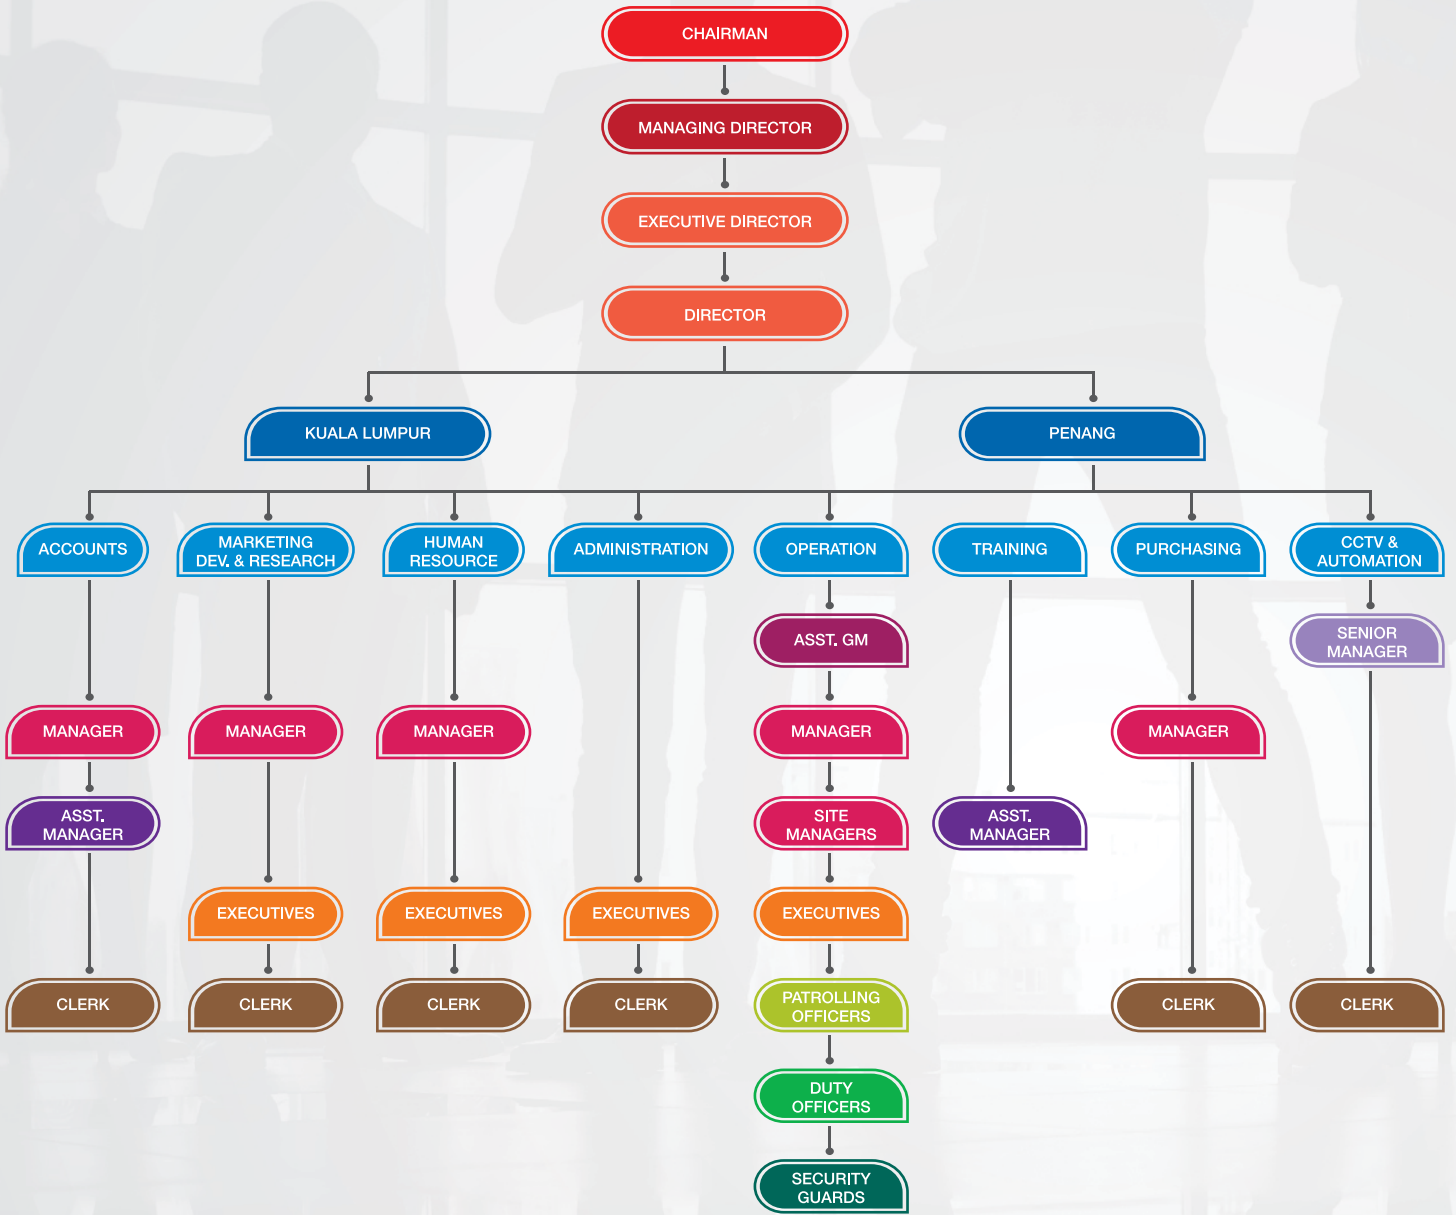 CHAIRMAN
MANAGING DIRECTOR
EXECUTIVE DIRECTOR
DIRECTOR
KUALA LUMPUR
PENANG
ACCOUNTS
MARKETING
DEV. & RESEARCH
HUMAN
RESOURCE
ADMINISTRATION
OPERATION
TRAINING
PURCHASING
CCTV &
AUTOMATION
ASST. GM
SENIOR
MANAGER
MANAGER
MANAGER
MANAGER
MANAGER
MANAGER
ASST.
MANAGER
SITE
MANAGERS
ASST.
MANAGER
EXECUTIVES
EXECUTIVES
EXECUTIVES
EXECUTIVES
CLERK
CLERK
CLERK
CLERK
PATROLLING
OFFICERS
CLERK
CLERK
DUTY
OFFICERS
SECURITY
GUARDS